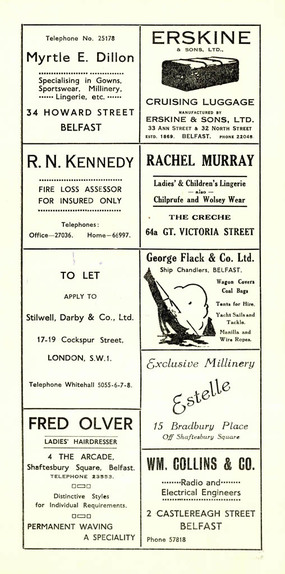 Telephone No. 25178
Myrtle E. Dillon
Specialising in Gowns,
Sportswear, Millinery,
Lingerie, etc.
34 HOWARD STREET
BELFAST
R. N. KENNEDY
FIRE LOSS ASSESSOR
FOR INSURED ONLY
Telephones:
Office—27036. Home—66997.
TO LET
APPLY TO
Stilwell, Darby & Co., Ltd.
17-19 Cockspur Street,
LONDON, S.W.1.
Telephone Whitehall 5055-6-7-8.
FRED OLVER
LADIES' HAIRDRESSER
4 THE ARCADE,
Shaftesbury Square, Belfast.
TELEPHONE 23553.
Distinctive Styles
for Individual Requirements.
PERMANENT WAVING
A SPECIALITY
ERSKINE
& SONS, LTD.,
CRUISING LUGGAGE
MANUFACTURED BY
ERSKINE & SONS, LTD.
33 ANN STREET & 32 NORTH STREET
ESTD. 1869. BELFAST. PHONE 22048
RACHEL MURRAY
Ladies' & Children's Lingerie
— also —
Chilprufe and Wolsey Wear
THE CRECHE
64a GT. VICTORIA STREET
George Flack & Co. Ltd.
Ship Chandlers, BELFAST.
Wagon Covers
Coal Bags
Tents for Hire.
Yacht Sails and
Tackle.
Manilla and
Wire Ropes.
Exclusive Millinery
Estelle
15 Bradbury Place
Off Shaftesbury Square
WM. COLLINS & CO.
Radio and
Electrical Engineers
2 CASTLEREAGH STREET
BELFAST
Phone 57818